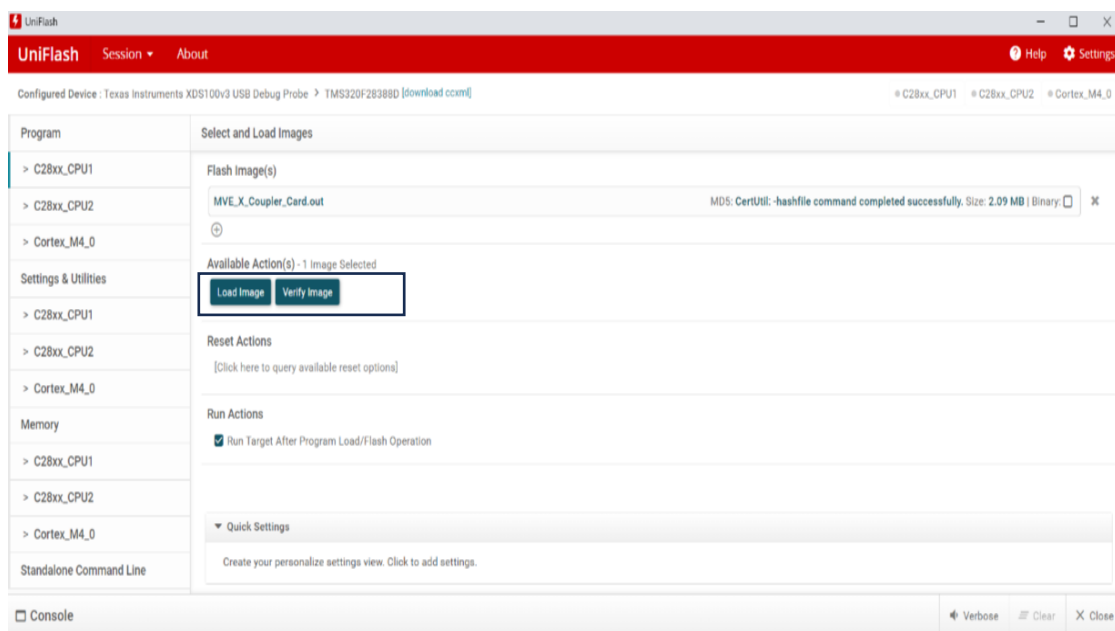 UniFlash
UniFlash Session About Help Settings
Configured Device : Texas Instruments XDS100v3 USB Debug Probe > TMS320F28388D [download ccxml] C28xx_CPU1 C28xx_CPU2 Cortex_M4_0
Program
> C28xx_CPU1
> C28xx_CPU2
> Cortex_M4_0
Settings & Utilities
> C28xx_CPU1
> C28xx_CPU2
> Cortex_M4_0
Memory
> C28xx_CPU1
> C28xx_CPU2
> Cortex_M4_0
Standalone Command Line
Select and Load Images
Flash Image(s)
MVE_X_Coupler_Card.out MD5: CertUtil: -hashfile command completed successfully. Size: 2.09 MB | Binary:
Available Action(s) - 1 Image Selected
Load Image Verify Image
Reset Actions
[Click here to query available reset options]
Run Actions
Run Target After Program Load/Flash Operation
Quick Settings
Create your personalize settings view. Click to add settings.
Console Verbose Clear Close